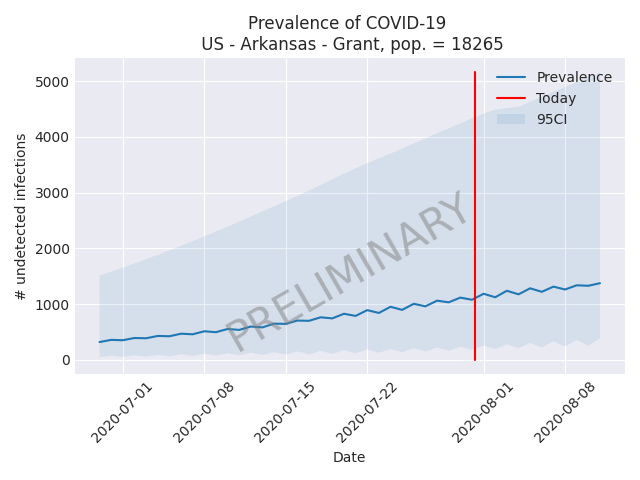 Prevalence of COVID-19
US - Arkansas - Grant, pop. = 18265
Prevalence
Today
95CI
5000
4000
3000
2000
1000
0
# undetected infections
PRELIMINARY
2020-07-01
2020-07-08
2020-07-15
2020-07-22
2020-08-01
2020-08-08
Date